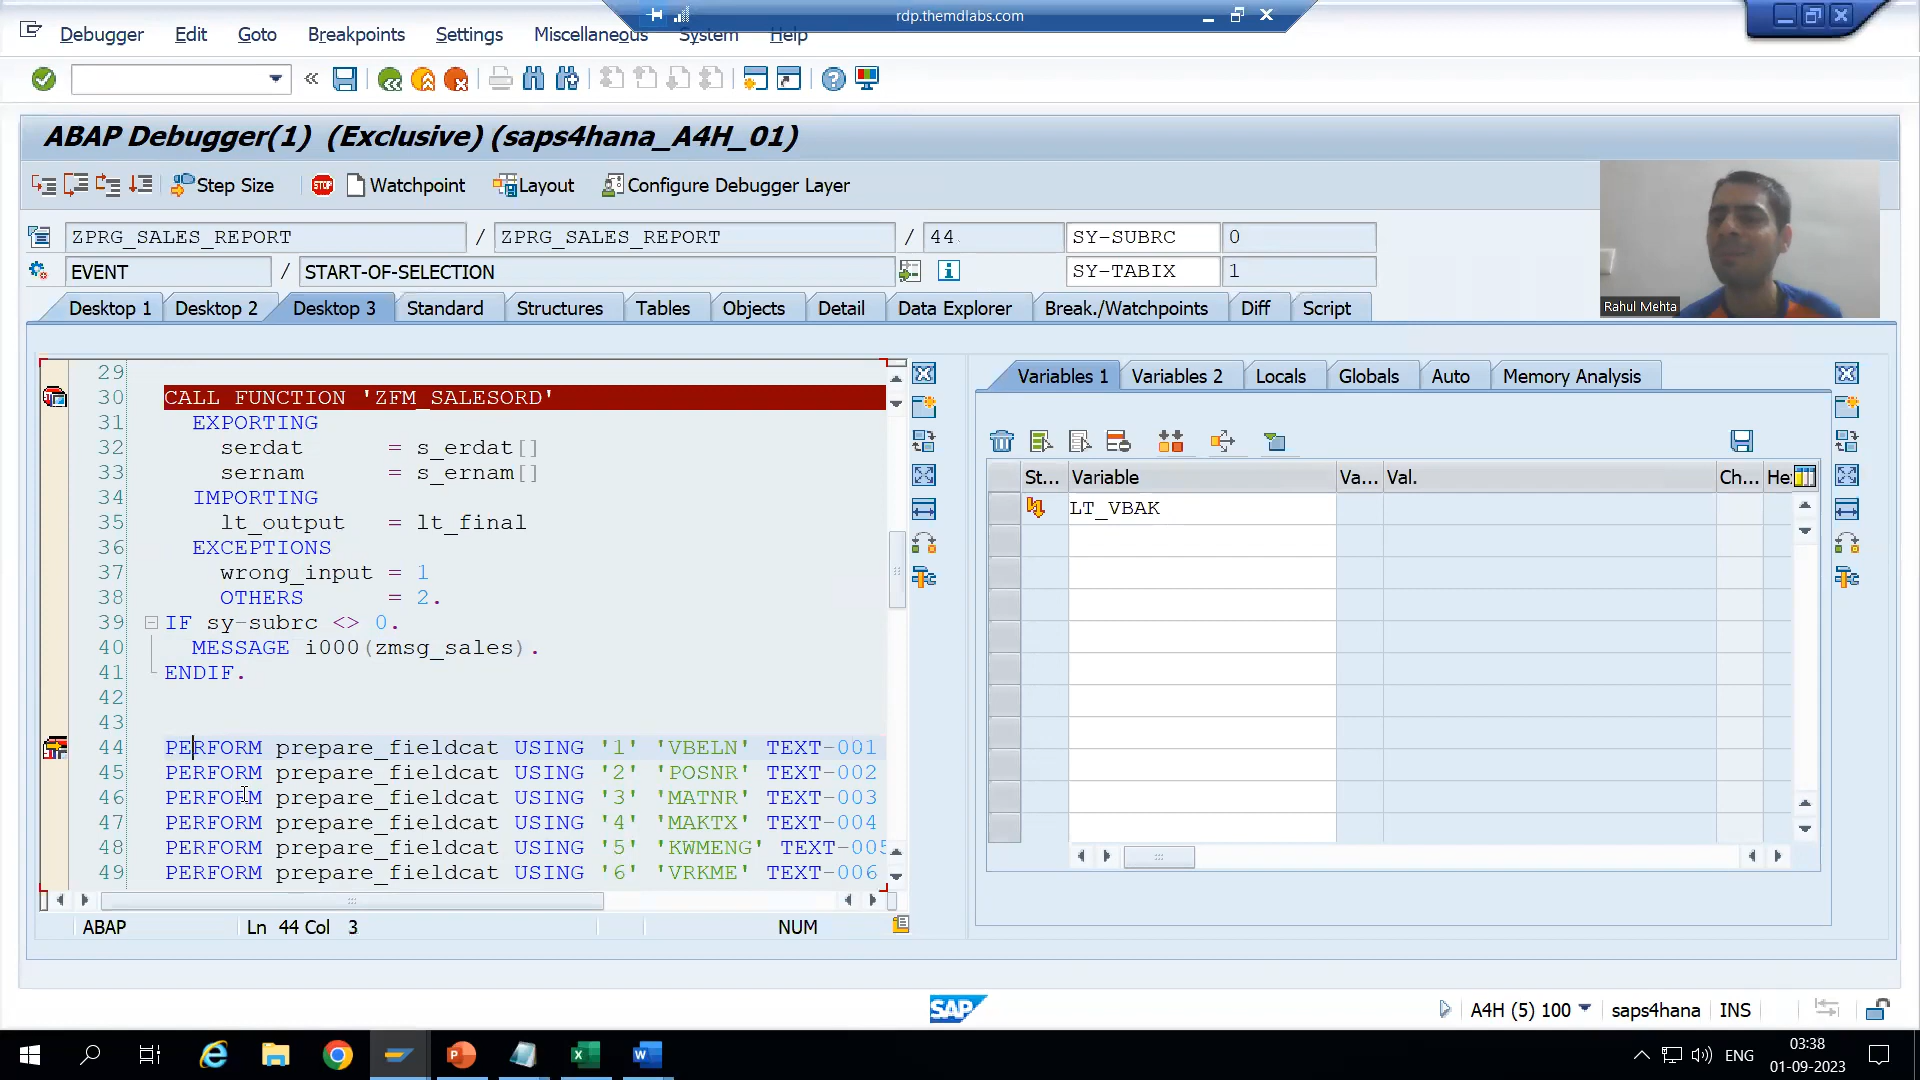 rdp.themdlabs.com
Debugger Edit Goto Breakpoints Settings Miscellaneous System Help
ABAP Debugger(1) (Exclusive) (saps4hana_A4H_01)
Step Size STOP Watchpoint Layout Configure Debugger Layer
ZPRG_SALES_REPORT / ZPRG_SALES_REPORT / 44 SY-SUBRC 0
EVENT / START-OF-SELECTION SY-TABIX 1
Rahul Mehta
Desktop 1 Desktop 2 Desktop 3 Standard Structures Tables Objects Detail Data Explorer Break./Watchpoints Diff Script
29
30 CALL FUNCTION 'ZFM_SALESORD'
31 EXPORTING
32 serdat = s_erdat[]
33 sernam = s_ernam[]
34 IMPORTING
35 lt_output = lt_final
36 EXCEPTIONS
37 wrong_input = 1
38 OTHERS = 2.
39 IF sy-subrc <> 0.
40 MESSAGE i000(zmsg_sales).
41 ENDIF.
42
43
44 PERFORM prepare_fieldcat USING '1' 'VBELN' TEXT-001
45 PERFORM prepare_fieldcat USING '2' 'POSNR' TEXT-002
46 PERFORM prepare_fieldcat USING '3' 'MATNR' TEXT-003
47 PERFORM prepare_fieldcat USING '4' 'MAKTX' TEXT-004
48 PERFORM prepare_fieldcat USING '5' 'KWMENG' TEXT-005
49 PERFORM prepare_fieldcat USING '6' 'VRKME' TEXT-006
ABAP Ln 44 Col 3 NUM
Variables 1 Variables 2 Locals Globals Auto Memory Analysis
St... Variable Va... Val. Ch... He
LT_VBAK
SAP
A4H (5) 100 saps4hana INS
ENG
03:38
01-09-2023